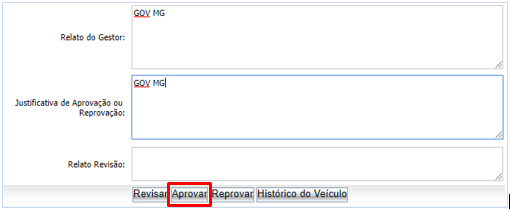 Relato do Gestor:
GOV MG
Justificativa de Aprovação ou
Reprovação:
GOV MG
Relato Revisão:
Revisar Aprovar Reprovar Histórico do Veículo